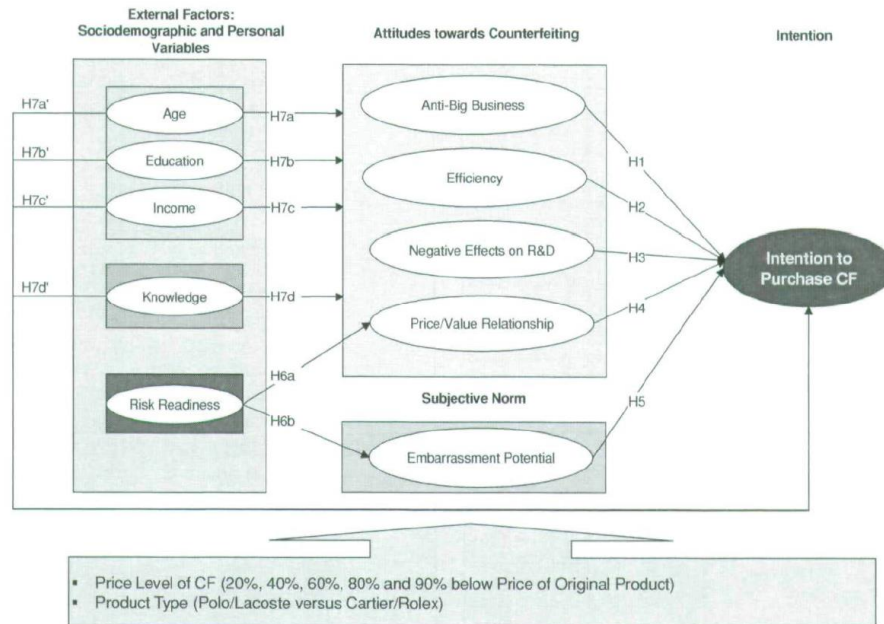 External Factors:
Sociodemographic and Personal
Variables
Attitudes towards Counterfeiting
Intention
H7a'
Age
H7a
Anti-Big Business
H1
H7b'
Education
H7b
Efficiency
H2
H7c'
Income
H7c
Negative Effects on R&D
H3
Intention to
Purchase CF
H7d'
Knowledge
H7d
Price/Value Relationship
H4
H6a
Risk Readiness
Subjective Norm
H5
H6b
Embarrassment Potential
▪ Price Level of CF (20%, 40%, 60%, 80% and 90% below Price of Original Product)
▪ Product Type (Polo/Lacoste versus Cartier/Rolex)